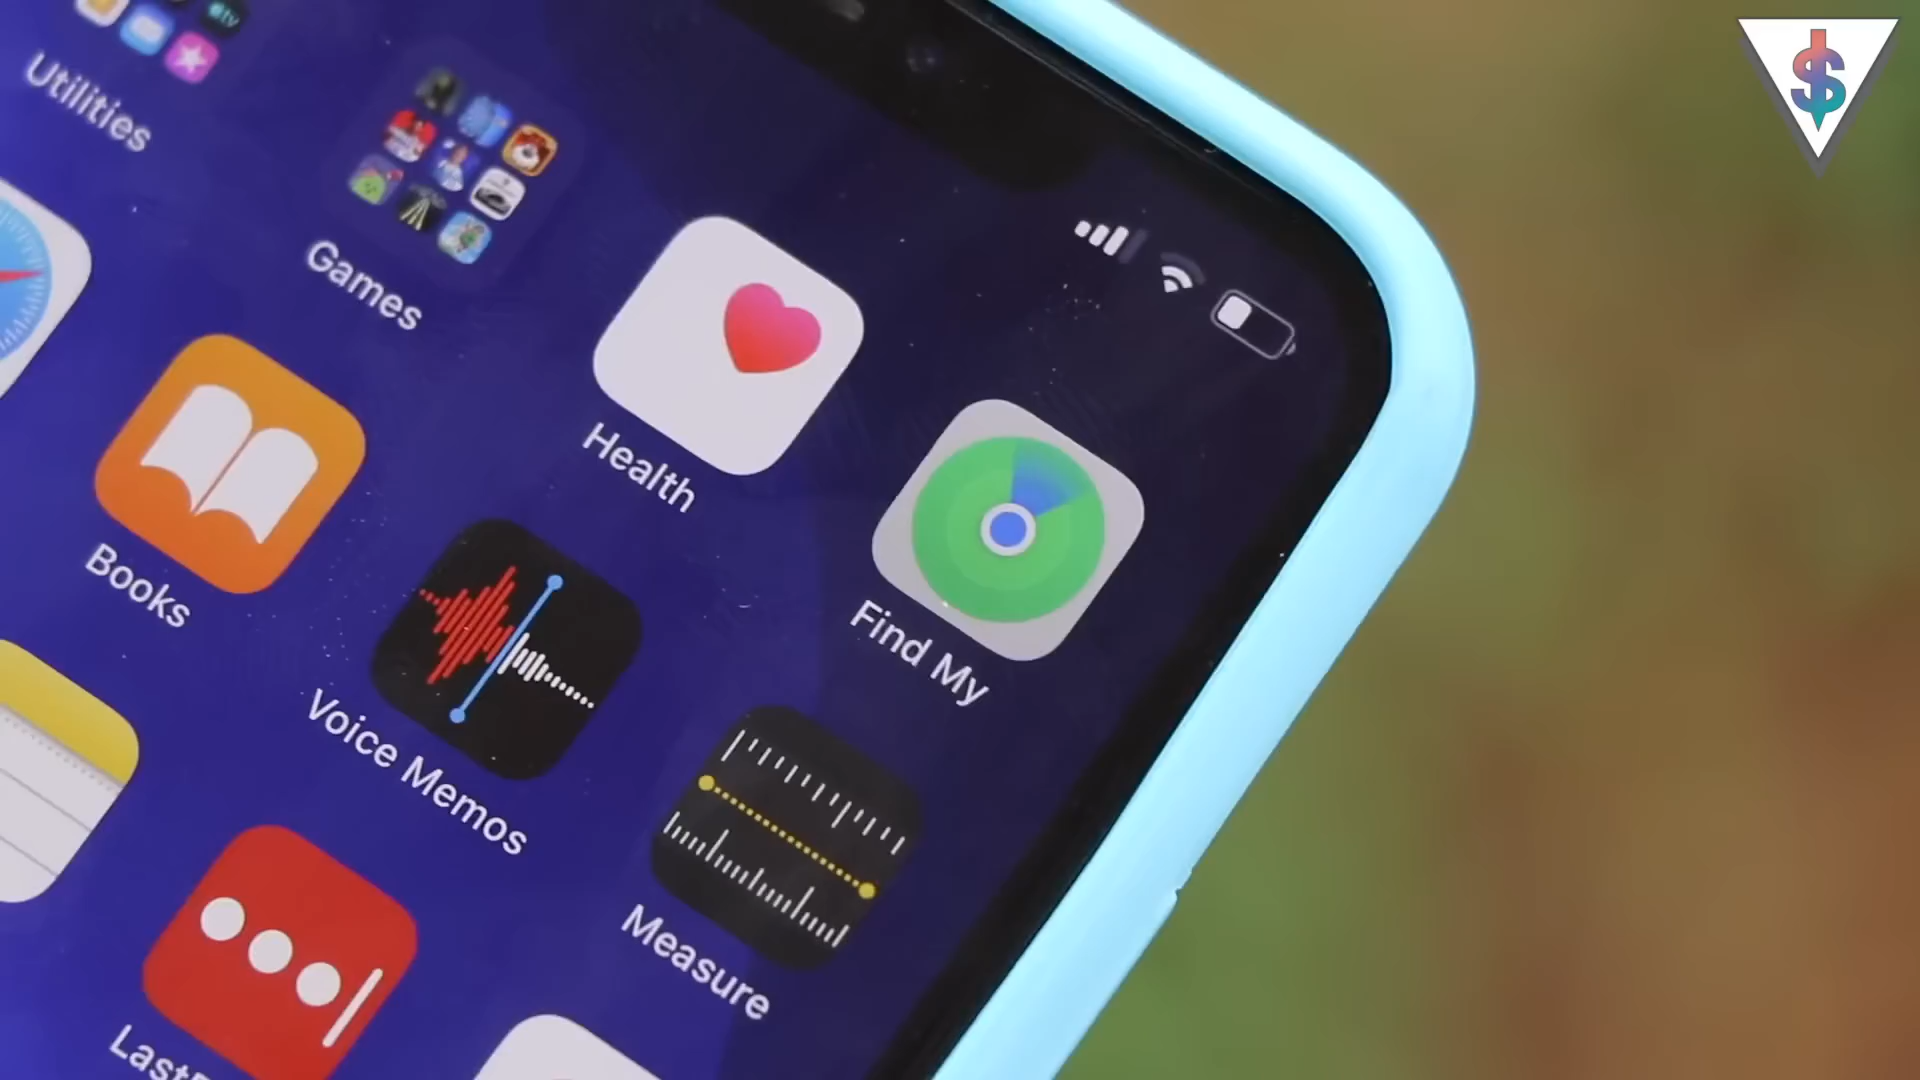 Utilities
Games
Health
Find My
Books
Voice Memos
Measure